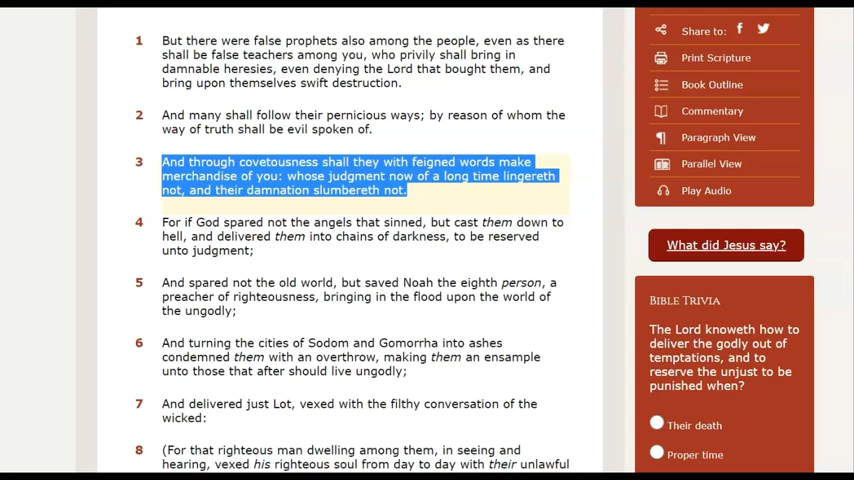 1 But there were false prophets also among the people, even as there
shall be false teachers among you, who privily shall bring in
damnable heresies, even denying the Lord that bought them, and
bring upon themselves swift destruction.
2 And many shall follow their pernicious ways; by reason of whom the
way of truth shall be evil spoken of.
3 And through covetousness shall they with feigned words make
merchandise of you: whose judgment now of a long time lingereth
not, and their damnation slumbereth not.
4 For if God spared not the angels that sinned, but cast them down to
hell, and delivered them into chains of darkness, to be reserved
unto judgment;
5 And spared not the old world, but saved Noah the eighth person, a
preacher of righteousness, bringing in the flood upon the world of
the ungodly;
6 And turning the cities of Sodom and Gomorrha into ashes
condemned them with an overthrow, making them an ensample
unto those that after should live ungodly;
7 And delivered just Lot, vexed with the filthy conversation of the
wicked:
8 (For that righteous man dwelling among them, in seeing and
hearing, vexed his righteous soul from day to day with their unlawful
Share to:
Print Scripture
Book Outline
Commentary
Paragraph View
Parallel View
Play Audio
What did Jesus say?
Bible Trivia
The Lord knoweth how to
deliver the godly out of
temptations, and to
reserve the unjust to be
punished when?
Their death
Proper time